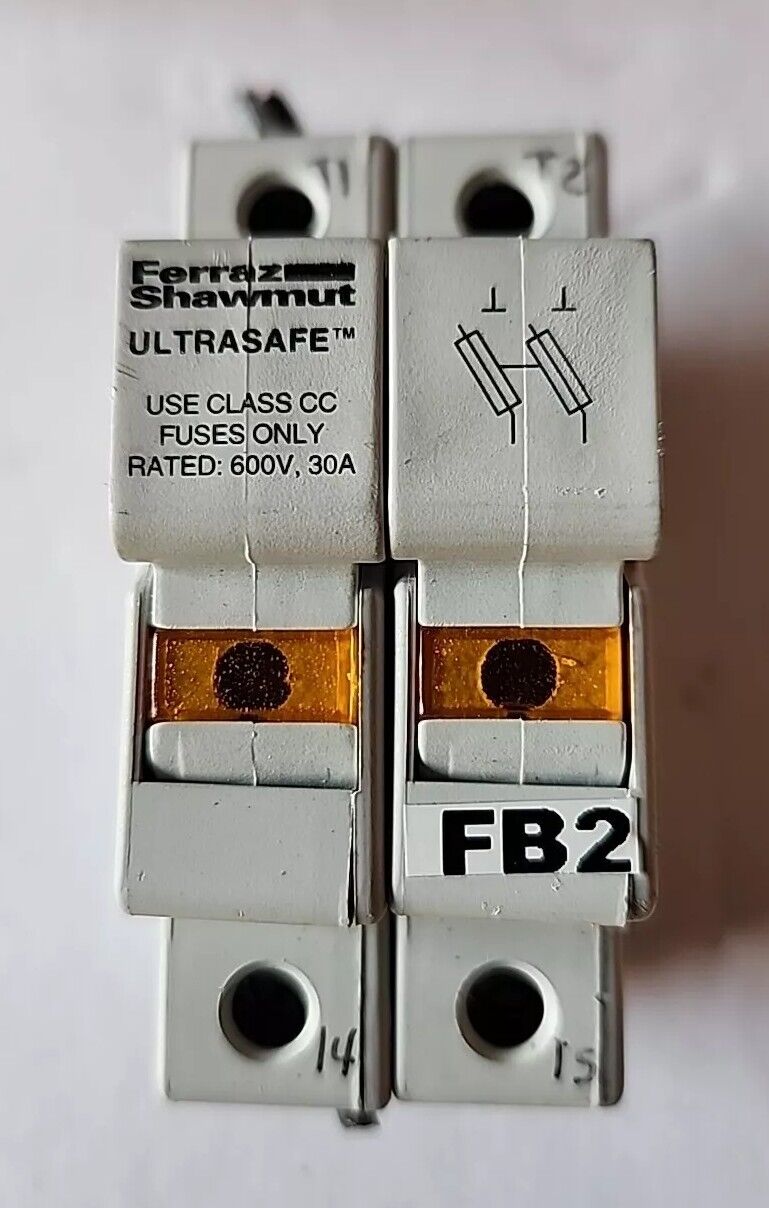 T1
T2
Ferraz
Shawmut
ULTRASAFE™
USE CLASS CC
FUSES ONLY
RATED: 600V, 30A
FB2
14
T5